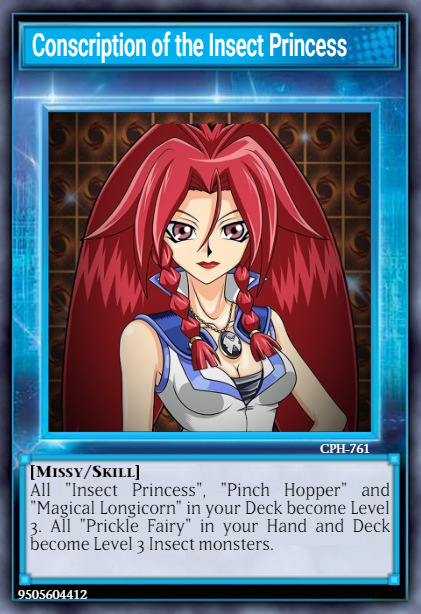 Conscription of the Insect Princess
CPH-761
[Missy/Skill]
All "Insect Princess", "Pinch Hopper" and
"Magical Longicorn" in your Deck become Level
3. All "Prickle Fairy" in your Hand and Deck
become Level 3 Insect monsters.
9505604412